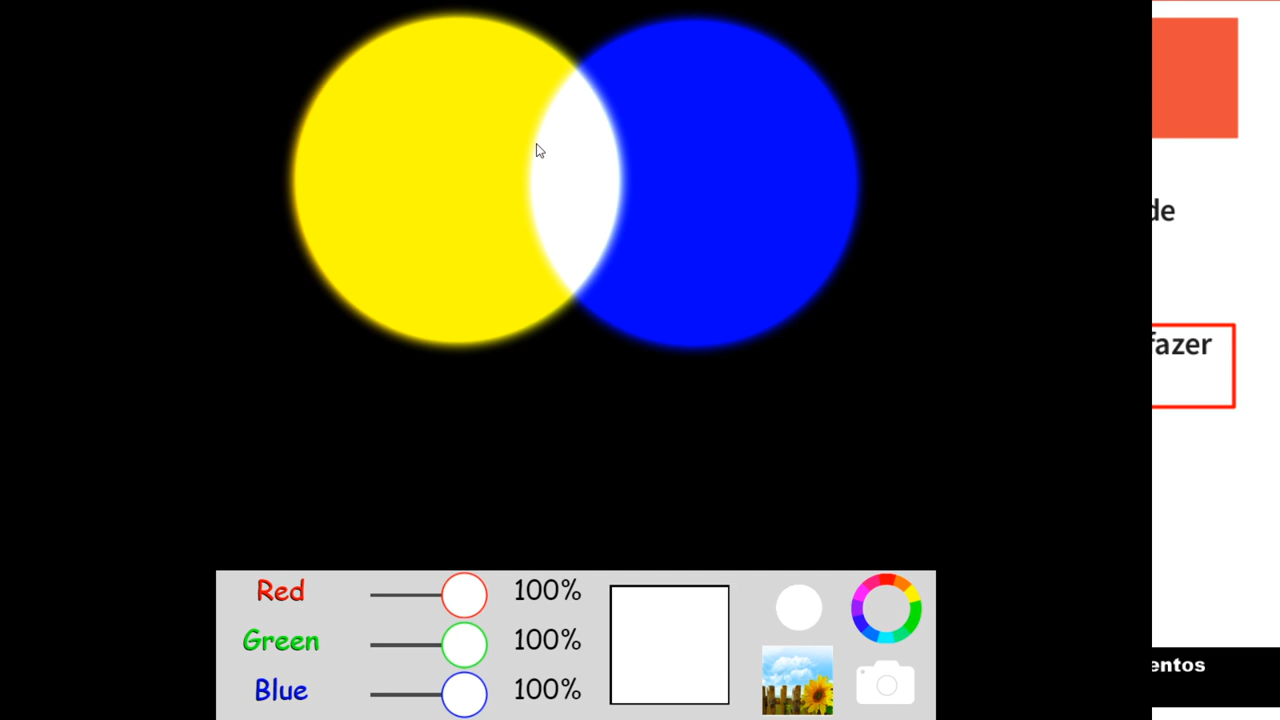 Red 100%
Green 100%
Blue 100%
de
fazer
entos